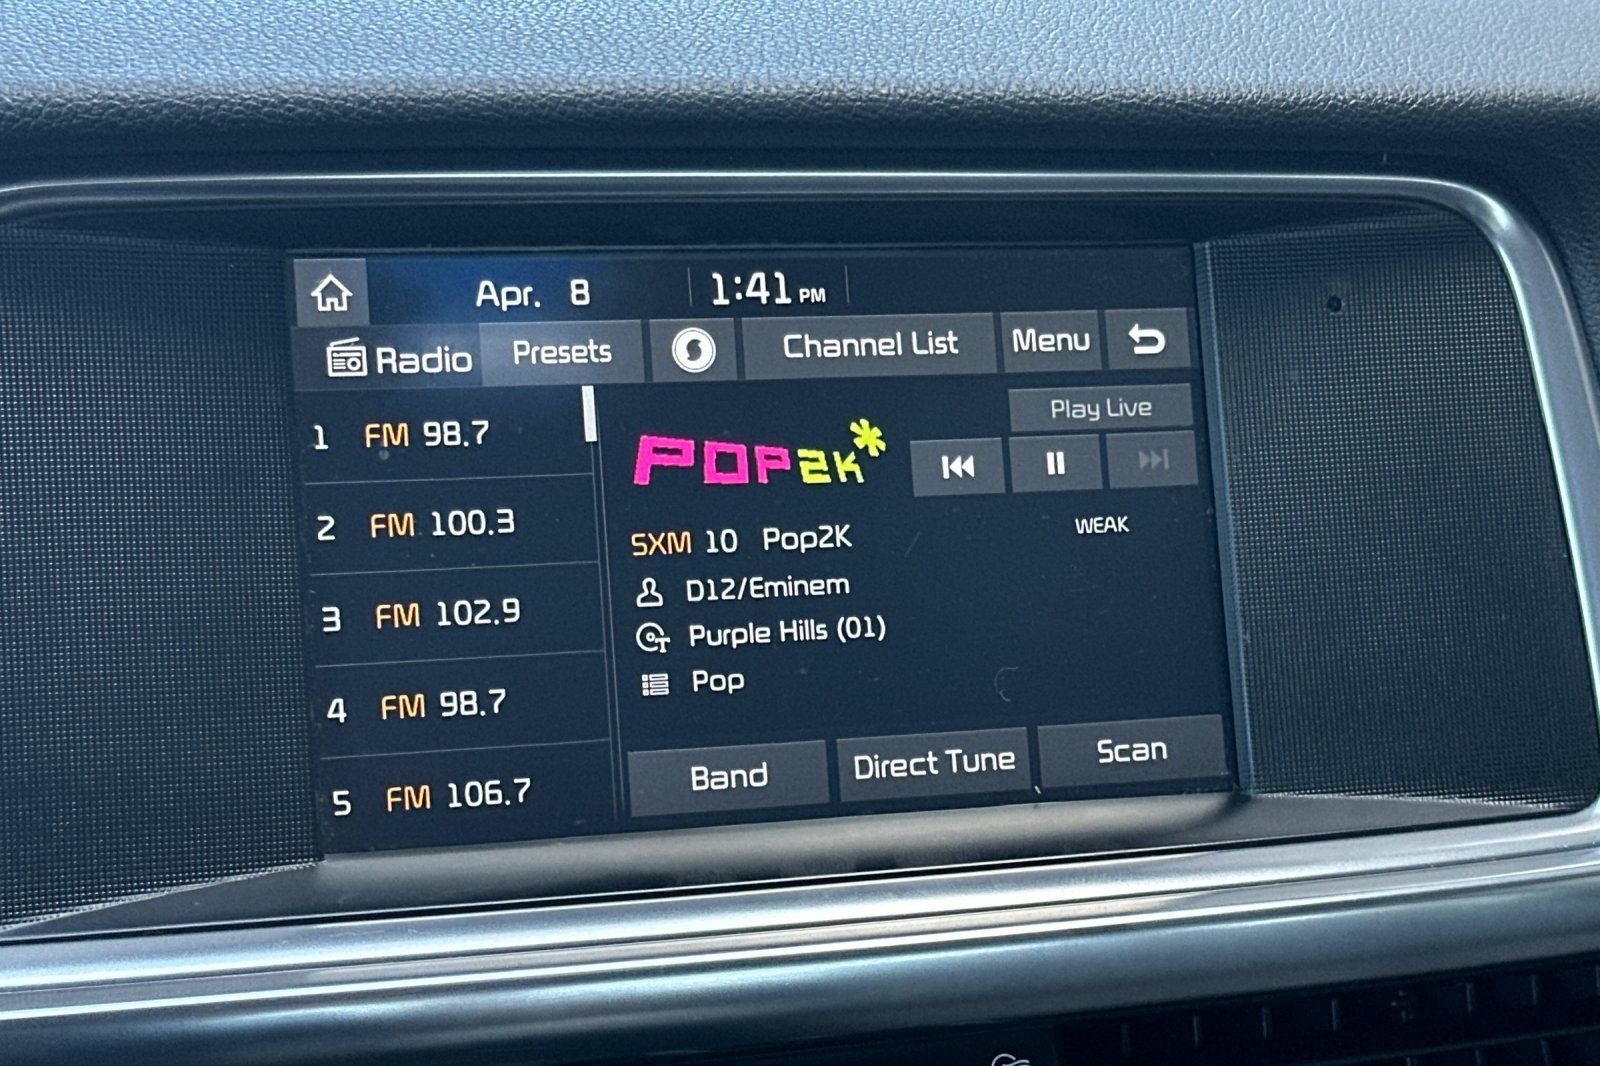 Apr. 8 1:41 PM
Radio Presets Channel List Menu
1 FM 98.7
2 FM 100.3
3 FM 102.9
4 FM 98.7
5 FM 106.7
POP2K*
Play Live
SXM 10 Pop2K
WEAK
D12/Eminem
Purple Hills (01)
Pop
Band Direct Tune Scan